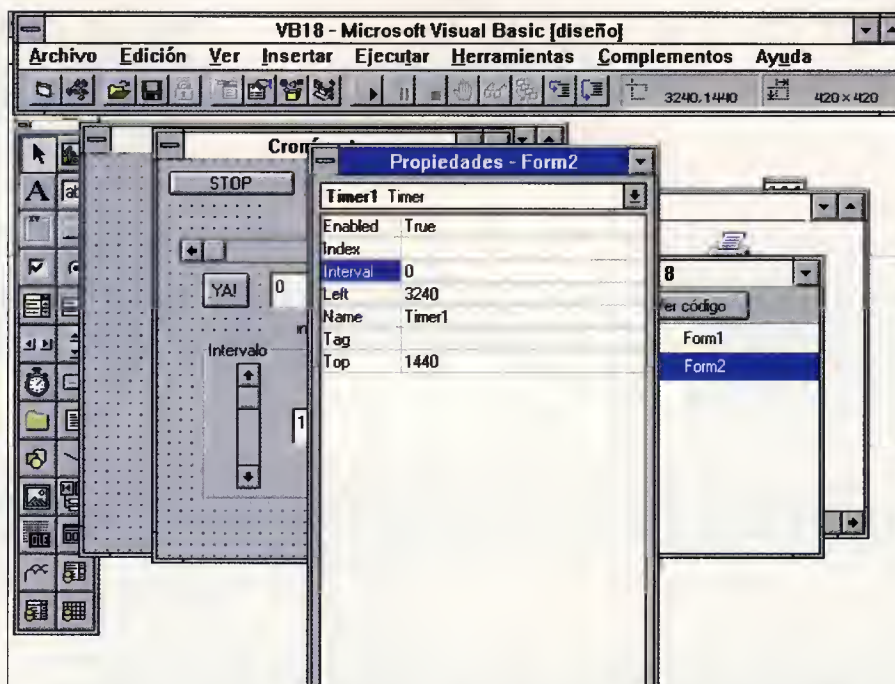 VB18 - Microsoft Visual Basic [diseño]
Archivo Edición Ver Insertar Ejecutar Herramientas Complementos Ayuda
3240,1440 420 × 420
Propiedades - Form2
STOP
Timer1 Timer
Enabled True
Index
Interval 0
Left 3240
Name Timer1
Tag
Top 1440
YA! 0
Intervalo
1
A
OLE
8
er código
Form1
Form2